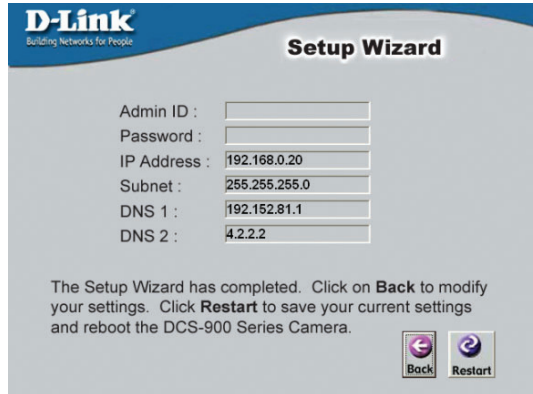 D-Link
Building Networks for People
Setup Wizard
Admin ID :
Password :
IP Address : 192.168.0.20
Subnet : 255.255.255.0
DNS 1 : 192.152.81.1
DNS 2 : 4.2.2.2
The Setup Wizard has completed. Click on Back to modify
your settings. Click Restart to save your current settings
and reboot the DCS-900 Series Camera.
Back Restart